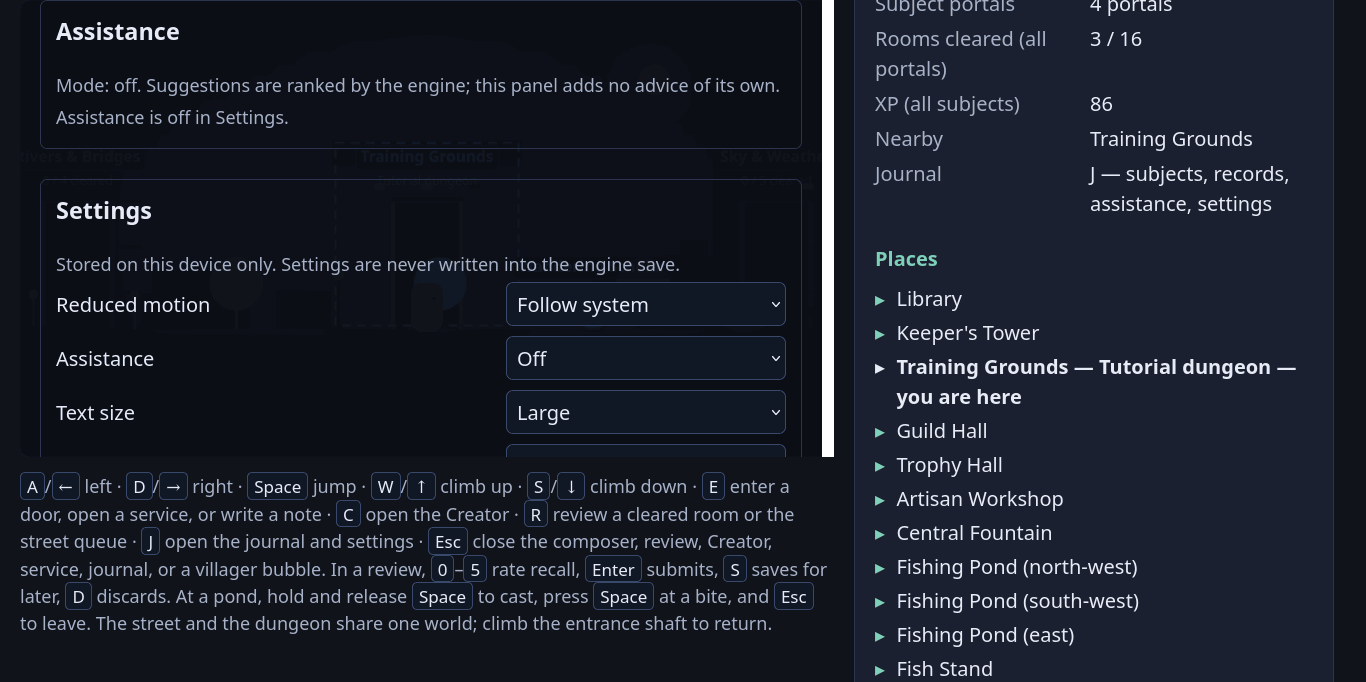 Assistance
Mode: off. Suggestions are ranked by the engine; this panel adds no advice of its own.
Assistance is off in Settings.
Training Grounds
Settings
Stored on this device only. Settings are never written into the engine save.
Reduced motion
Follow system
Assistance
Off
Text size
Large
A/← left · D/→ right · Space jump · W/↑ climb up · S/↓ climb down · E enter a
door, open a service, or write a note · C open the Creator · R review a cleared room or the
street queue · J open the journal and settings · Esc close the composer, review, Creator,
service, journal, or a villager bubble. In a review, 0–5 rate recall, Enter submits, S saves for
later, D discards. At a pond, hold and release Space to cast, press Space at a bite, and Esc
to leave. The street and the dungeon share one world; climb the entrance shaft to return.
Subject portals
4 portals
Rooms cleared (all
portals)
3 / 16
XP (all subjects)
86
Nearby
Training Grounds
Journal
J — subjects, records,
assistance, settings
Places
▸ Library
▸ Keeper's Tower
▸ Training Grounds — Tutorial dungeon —
you are here
▸ Guild Hall
▸ Trophy Hall
▸ Artisan Workshop
▸ Central Fountain
▸ Fishing Pond (north-west)
▸ Fishing Pond (south-west)
▸ Fishing Pond (east)
▸ Fish Stand